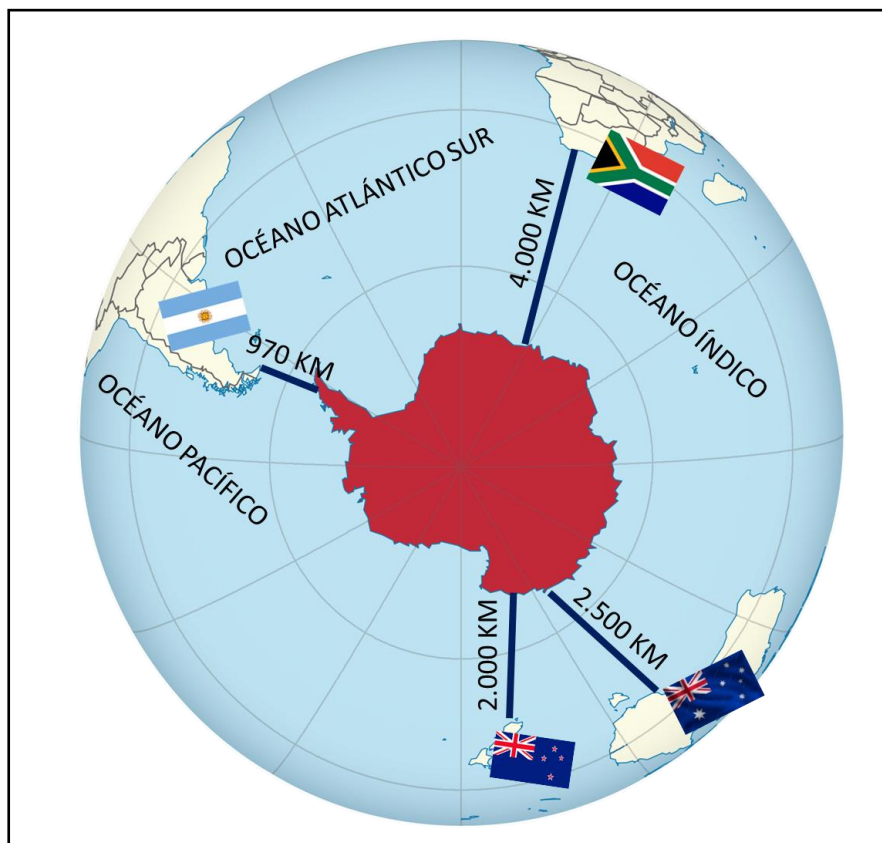 OCÉANO ATLÁNTICO SUR
4.000 KM
OCÉANO ÍNDICO
970 KM
OCÉANO PACÍFICO
2.000 KM
2.500 KM